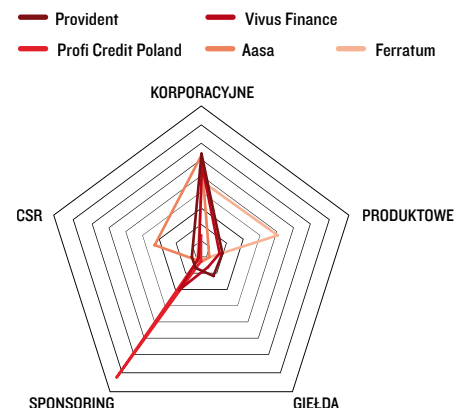 Provident
Vivus Finance
Profi Credit Poland
Aasa
Ferratum
KORPORACYJNE
CSR
PRODUKTOWE
SPONSORING
GIEŁDA